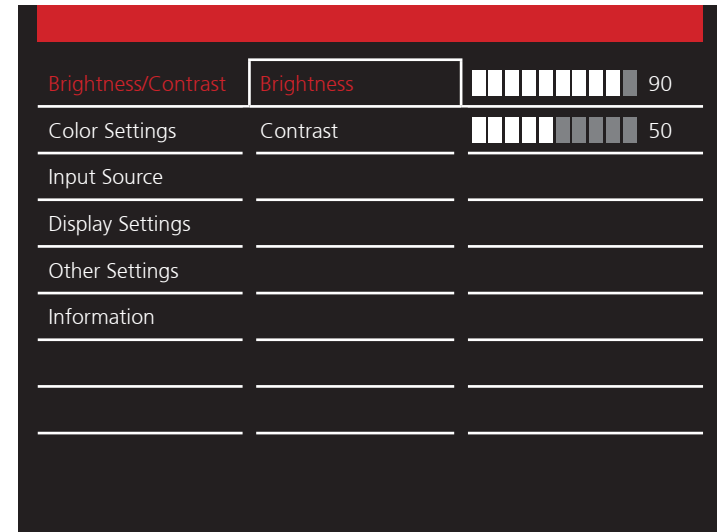 Brightness/Contrast Brightness 90
Color Settings Contrast 50
Input Source
Display Settings
Other Settings
Information